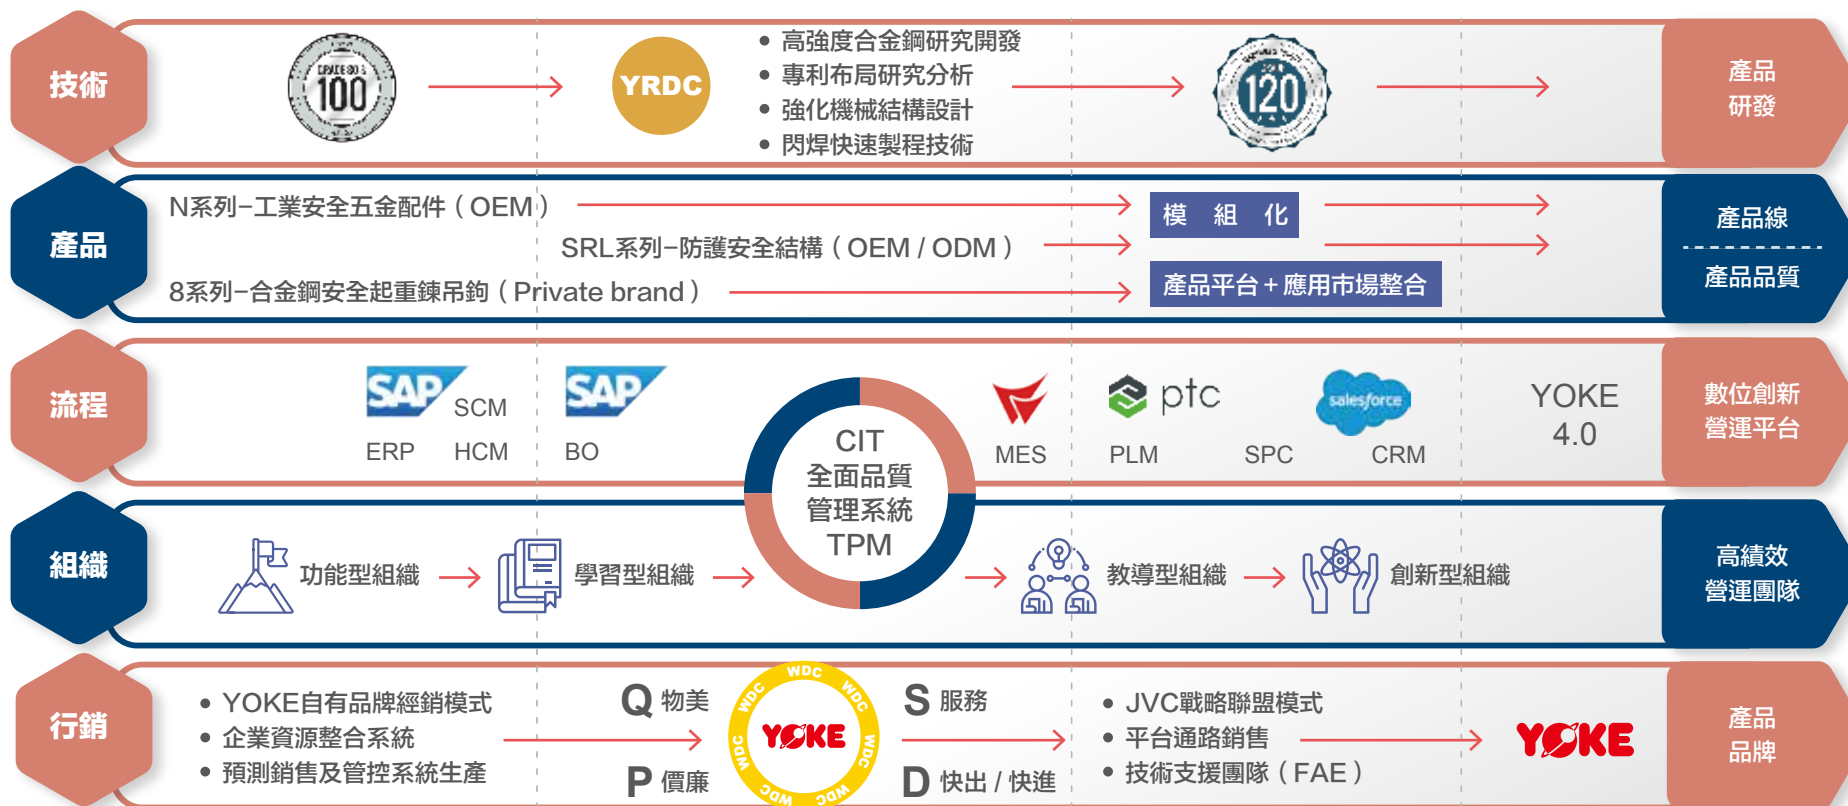 技術
GRADE 80 &
100
YRDC
• 高強度合金鋼研究開發
• 專利布局研究分析
• 強化機械結構設計
• 閃焊快速製程技術
120
產品
研發
產品
N系列–工業安全五金配件（OEM）
SRL系列–防護安全結構（OEM / ODM）
8系列–合金鋼安全起重鍊吊鉤（Private brand）
模 組 化
產品平台＋應用市場整合
產品線
產品品質
流程
SAP
SCM
ERP
HCM
SAP
BO
CIT
全面品質
管理系統
TPM
MES
ptc
PLM
SPC
salesforce
CRM
YOKE
4.0
數位創新
營運平台
組織
功能型組織
學習型組織
教導型組織
創新型組織
高績效
營運團隊
行銷
• YOKE自有品牌經銷模式
• 企業資源整合系統
• 預測銷售及管控系統生產
Q 物美
P 價廉
WDC WDC WDC WDC WDC WDC WDC WDC
YOKE
S 服務
D 快出 / 快進
• JVC戰略聯盟模式
• 平台通路銷售
• 技術支援團隊（FAE）
YOKE
產品
品牌